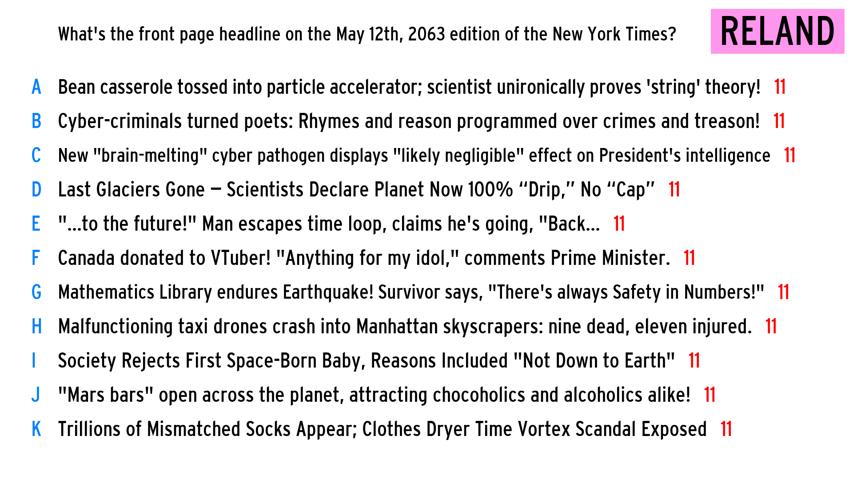 What's the front page headline on the May 12th, 2063 edition of the New York Times?
RELAND
A Bean casserole tossed into particle accelerator; scientist unironically proves 'string' theory! 11
B Cyber-criminals turned poets: Rhymes and reason programmed over crimes and treason! 11
C New "brain-melting" cyber pathogen displays "likely negligible" effect on President's intelligence 11
D Last Glaciers Gone – Scientists Declare Planet Now 100% “Drip,” No “Cap” 11
E "...to the future!" Man escapes time loop, claims he's going, "Back... 11
F Canada donated to VTuber! "Anything for my idol," comments Prime Minister. 11
G Mathematics Library endures Earthquake! Survivor says, "There's always Safety in Numbers!" 11
H Malfunctioning taxi drones crash into Manhattan skyscrapers: nine dead, eleven injured. 11
I Society Rejects First Space-Born Baby, Reasons Included "Not Down to Earth" 11
J "Mars bars" open across the planet, attracting chocoholics and alcoholics alike! 11
K Trillions of Mismatched Socks Appear; Clothes Dryer Time Vortex Scandal Exposed 11